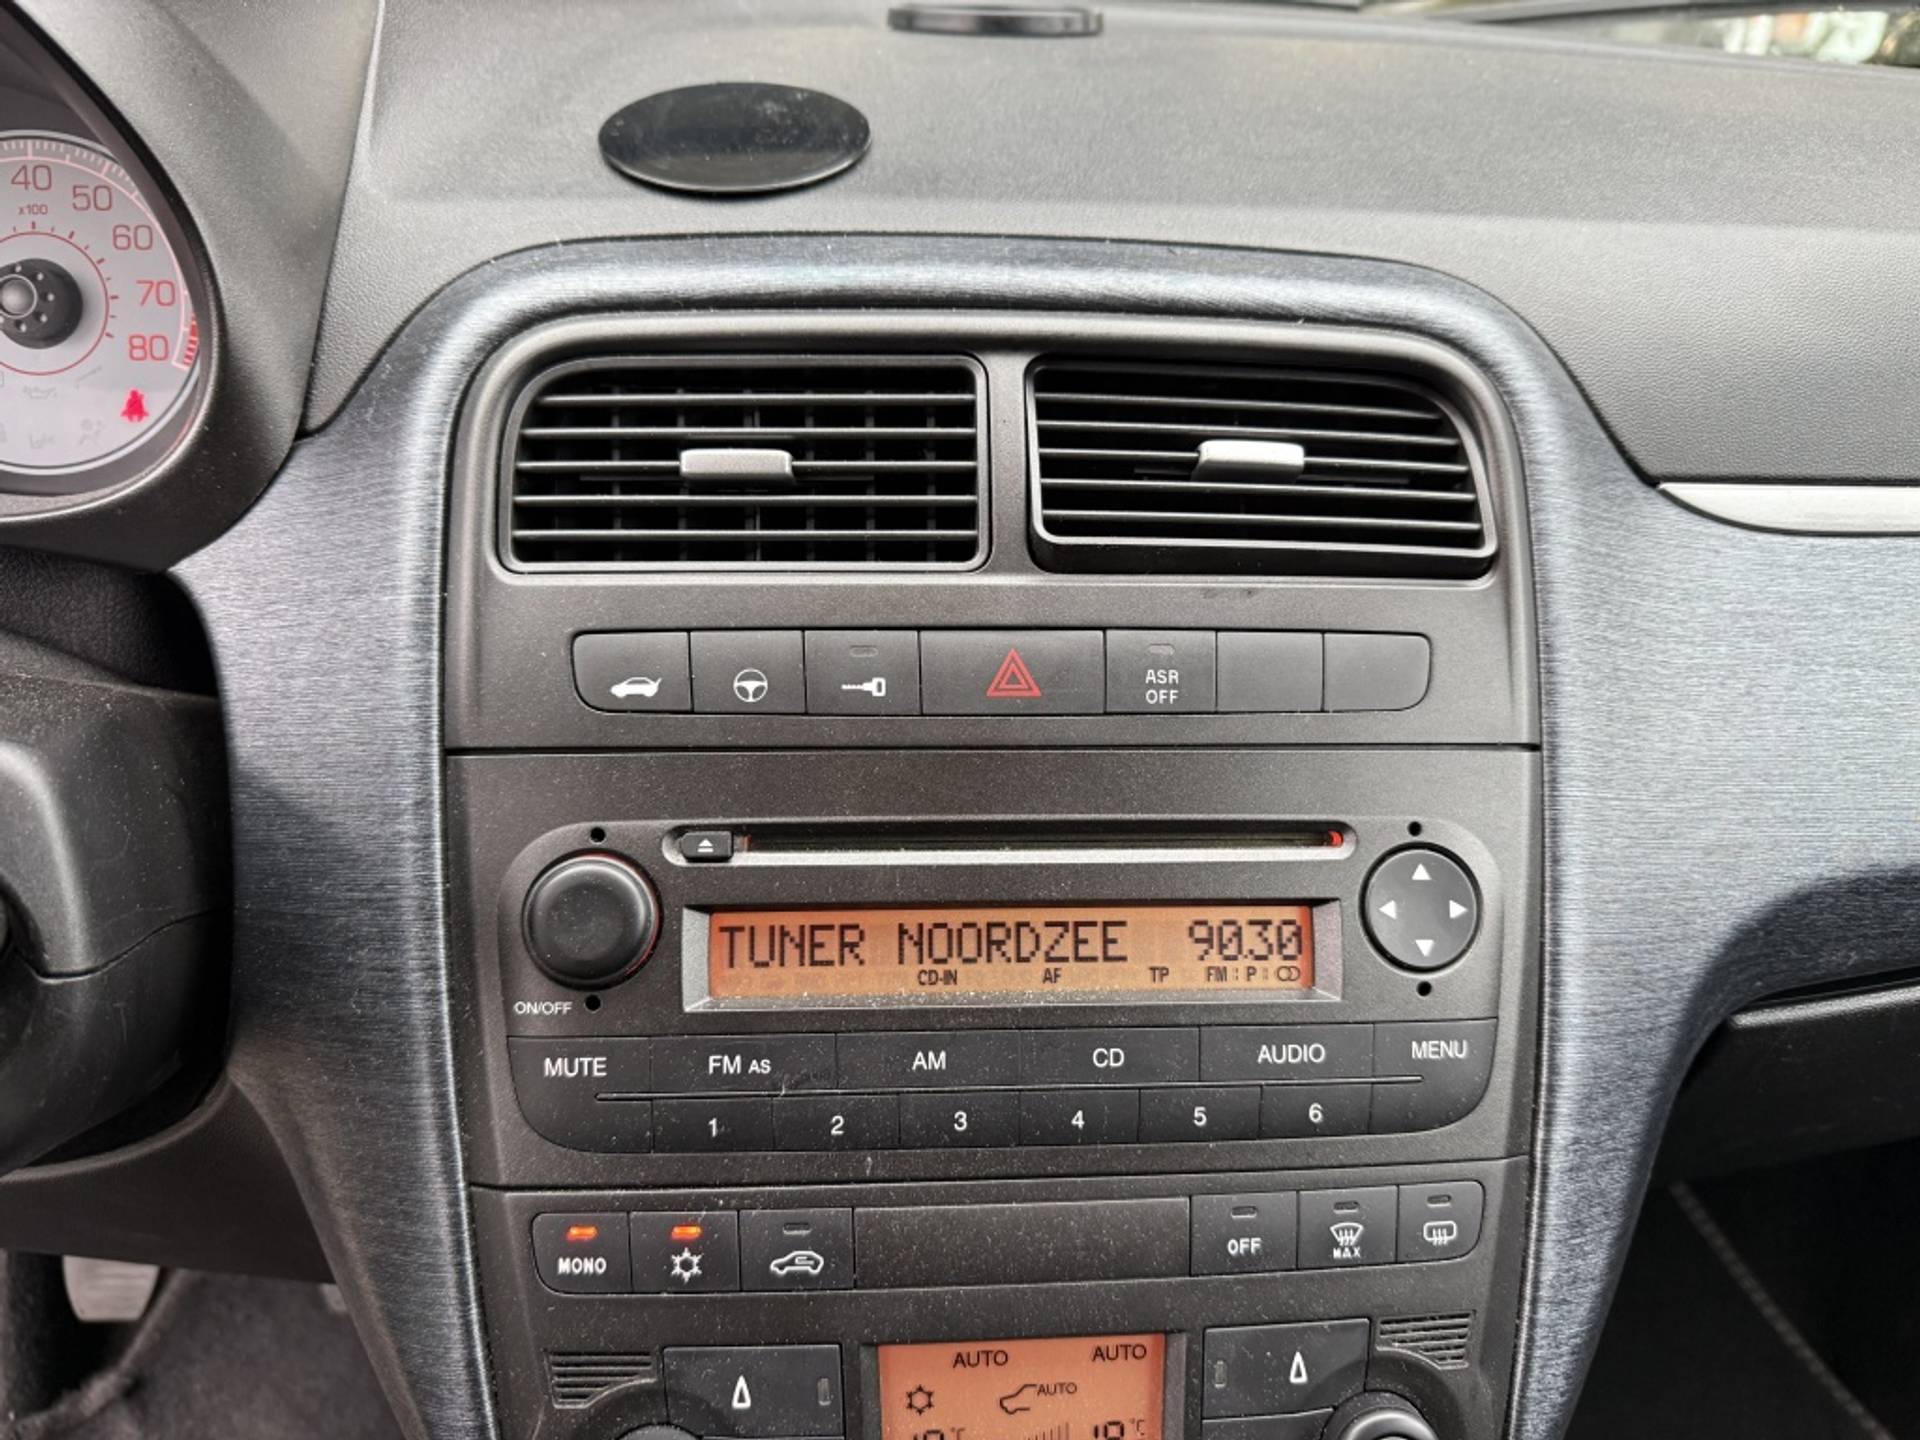 40
50
x100
60
70
80
ASR
OFF
TUNER NOORDZEE 90.30
CD-IN AF TP FM P
ON/OFF
MUTE FM AS AM CD AUDIO MENU
1 2 3 4 5 6
MONO OFF MAX
AUTO AUTO
AUTO
°C °C